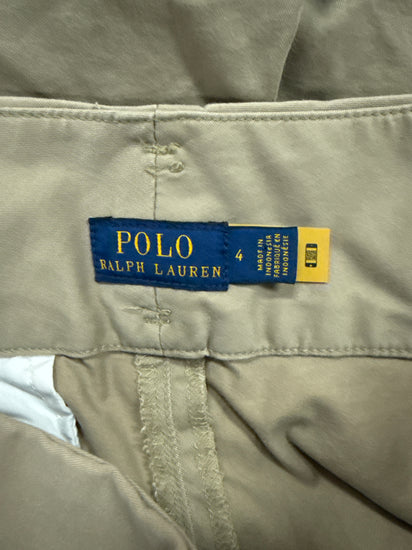 POLO
RALPH LAUREN
4
MADE IN
INDONESIA
FABRIQUÉ EN
INDONÉSIE